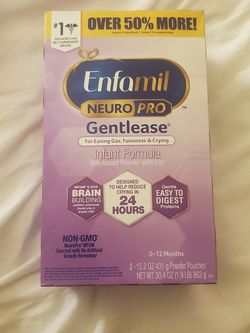 #1
OVER 50% MORE!
Enfamil
NEURO PRO
Gentlease®
For Easing Gas, Fussiness & Crying
Infant Formula
Milk-Based Powder with Iron
BRAIN
BUILDING
DESIGNED
TO HELP REDUCE
CRYING IN
24
HOURS
Gentle
EASY TO
DIGEST
Proteins
NON-GMO
0-12 Months
2 - 15.2 oz 431 g Powder Pouches
NET WT 30.4 OZ (1.9 LB) 862 g